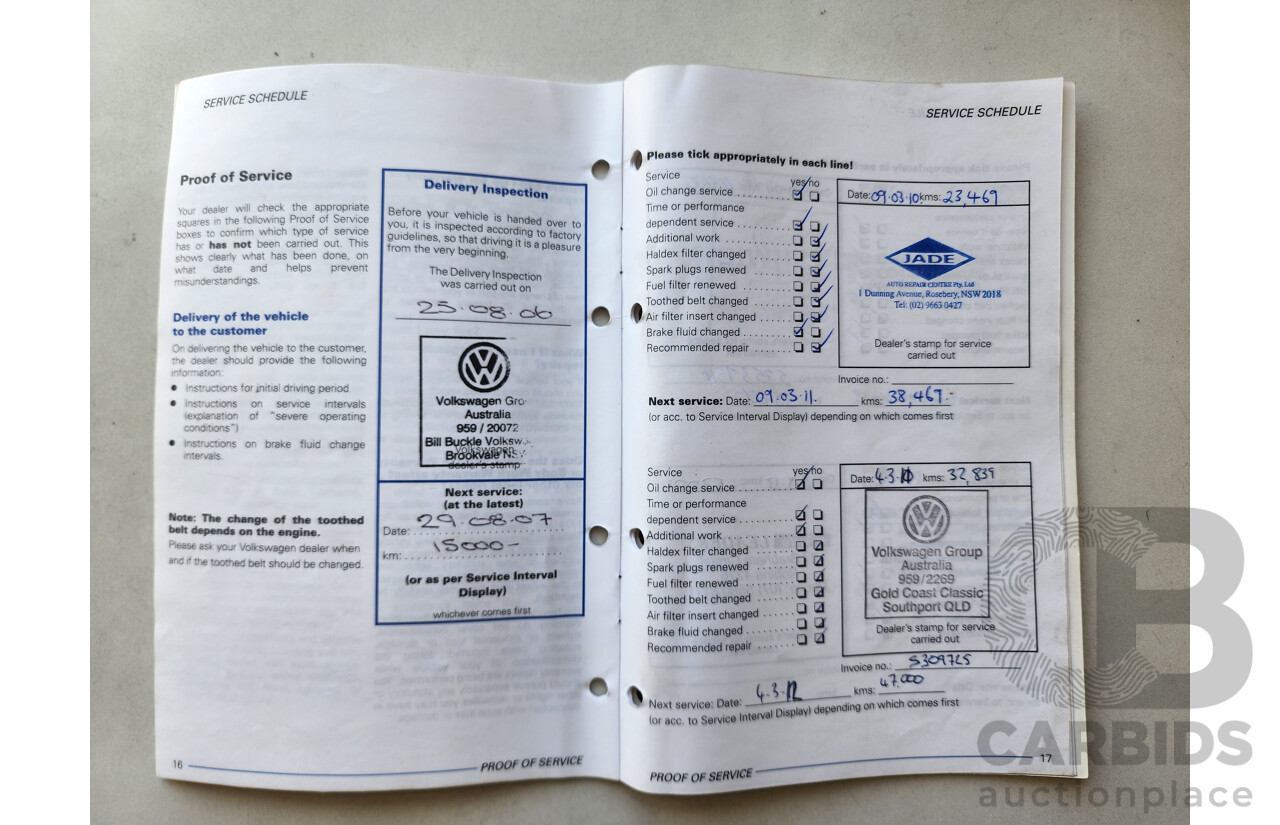 SERVICE SCHEDULE
Proof of Service
Your dealer will check the appropriate
squares in the following Proof of Service
boxes to confirm which type of service
has or has not been carried out. This
shows clearly what has been done, on
what date and helps prevent
misunderstandings.
Delivery of the vehicle
to the customer
On delivering the vehicle to the customer,
the dealer should provide the following
information:
● Instructions for initial driving period
● Instructions on service intervals
(explanation of "severe operating
conditions")
● Instructions on brake fluid change
intervals.
Note: The change of the toothed
belt depends on the engine.
Please ask your Volkswagen dealer when
and if the toothed belt should be changed.
Delivery Inspection
Before your vehicle is handed over to
you, it is inspected according to factory
guidelines, so that driving it is a pleasure
from the very beginning.
The Delivery Inspection
was carried out on
25.08.06
Volkswagen Gro
Australia
959 / 20072
Bill Buckle Volksw
Brookvale NS
Volkswagen
dealer's stamp
Next service:
(at the latest)
Date: 29.08.07
km: 15000-
(or as per Service Interval
Display)
whichever comes first
16
PROOF OF SERVICE
SERVICE SCHEDULE
Please tick appropriately in each line!
Service yes/no
Oil change service
Time or performance
dependent service
Additional work
Haldex filter changed
Spark plugs renewed
Fuel filter renewed
Toothed belt changed
Air filter insert changed
Brake fluid changed
Recommended repair
Date: 09.03.10 kms: 23,469
JADE
AUTO REPAIR CENTRE Pty. Ltd
1 Dunning Avenue, Rosebery, NSW 2018
Tel: (02) 9663 0427
Dealer's stamp for service
carried out
Invoice no.:
Next service: Date: 09.03.11. kms: 38,469.-
(or acc. to Service Interval Display) depending on which comes first
Service yes/no
Oil change service
Time or performance
dependent service
Additional work
Haldex filter changed
Spark plugs renewed
Fuel filter renewed
Toothed belt changed
Air filter insert changed
Brake fluid changed
Recommended repair
Date: 4.3. kms: 32,839
Volkswagen Group
Australia
959/2269
Gold Coast Classic
Southport QLD
Dealer's stamp for service
carried out
Invoice no.: S309725
Next service: Date: 4.3.12 kms: 47.000
(or acc. to Service Interval Display) depending on which comes first
PROOF OF SERVICE
17
CARBIDS
auctionplace